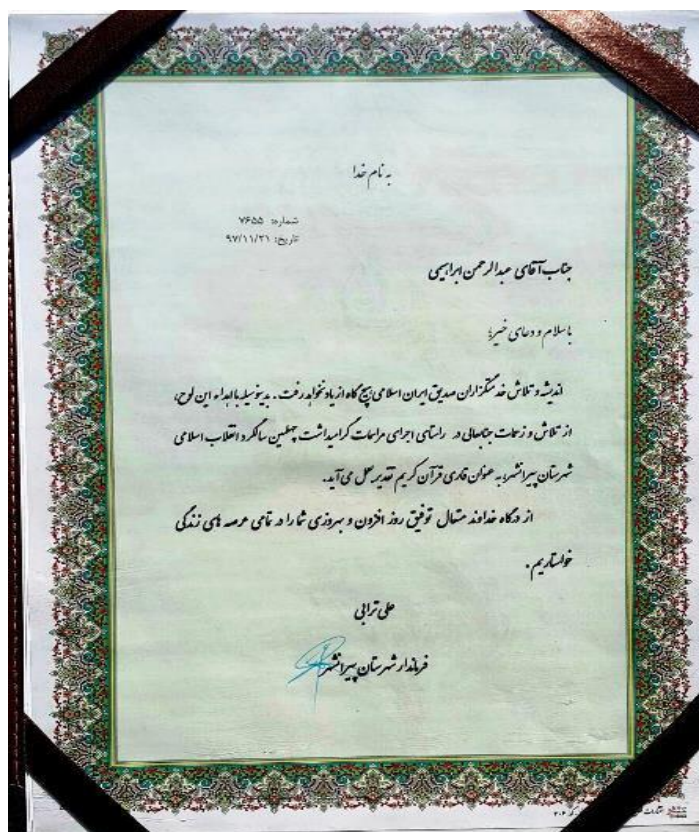 به نام خدا
شماره: ۷۶۵۵
تاریخ: ۹۷/۱۱/۲۱
جناب آقای عبدالرحمن ابراهیمی
با سلام و دعای خیر؛
اندیشه و تلاش خدمتگزاران صدیق ایران اسلامی هیچ گاه از یاد نخواهد رفت. بدینوسیله با اهداء این لوح،
از تلاش و زحمات جنابعالی در راستای اجرای مراسمات گرامیداشت چهلمین سالگرد انقلاب اسلامی
شهرستان پیرانشهر، به عنوان قاری قرآن کریم تقدیر بعمل می آید.
از درگاه خداوند متعال توفیق روز افزون و بهروزی شما را در تمامی عرصه های زندگی
خواستاریم.
علی ترابی
فرماندار شهرستان پیرانشهر